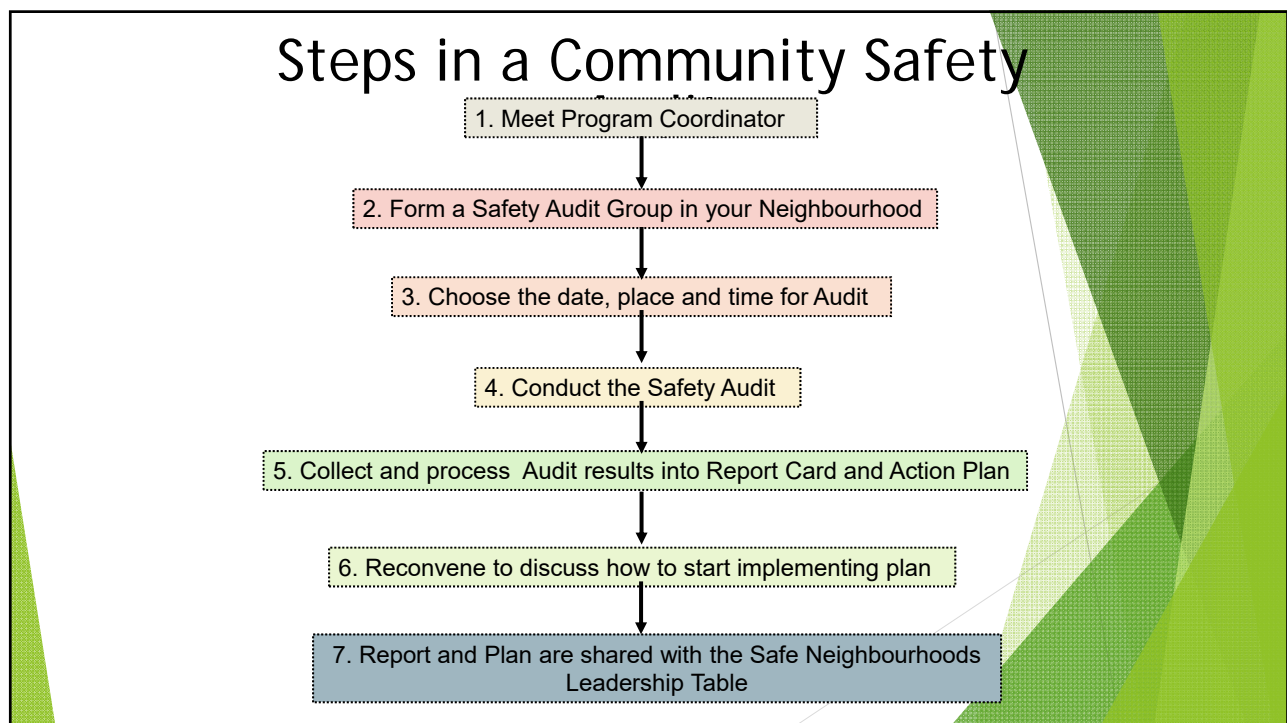 Steps in a Community Safety
1. Meet Program Coordinator
2. Form a Safety Audit Group in your Neighbourhood
3. Choose the date, place and time for Audit
4. Conduct the Safety Audit
5. Collect and process Audit results into Report Card and Action Plan
6. Reconvene to discuss how to start implementing plan
7. Report and Plan are shared with the Safe Neighbourhoods
Leadership Table